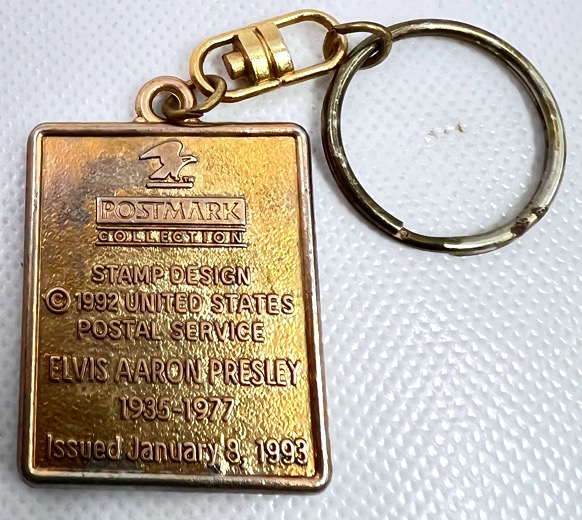 POSTMARK
COLLECTION
STAMP DESIGN
© 1992 UNITED STATES
POSTAL SERVICE
ELVIS AARON PRESLEY
1935-1977
Issued January 8, 1993